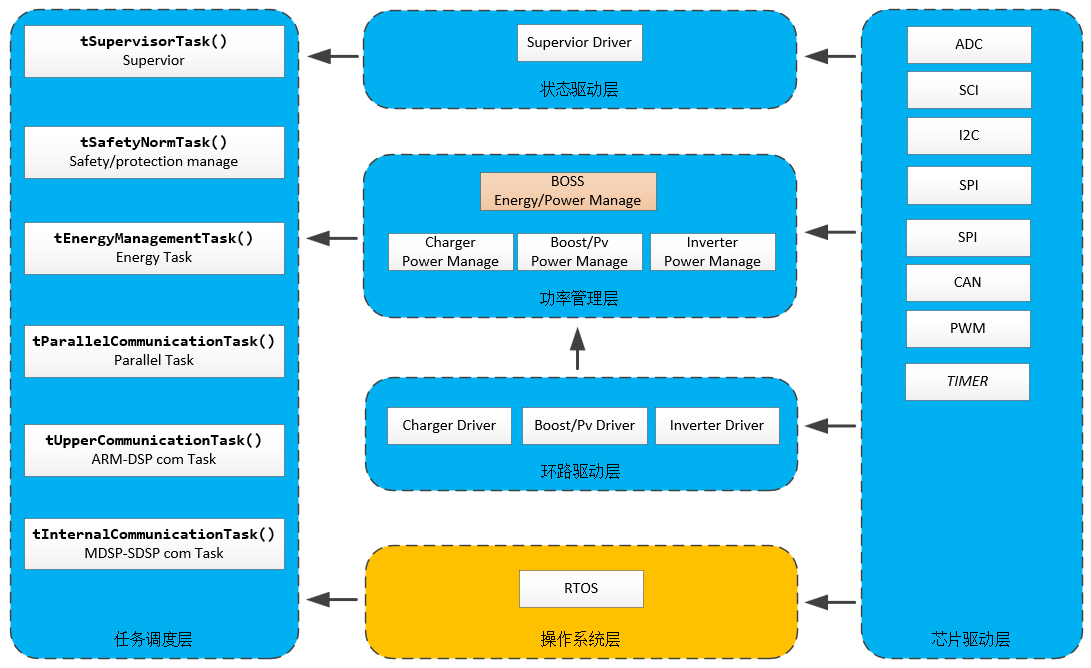 tSupervisorTask()
Supervior
tSafetyNormTask()
Safety/protection manage
tEnergyManagementTask()
Energy Task
tParallelCommunicationTask()
Parallel Task
tUpperCommunicationTask()
ARM-DSP com Task
tInternalCommunicationTask()
MDSP-SDSP com Task
任务调度层
Supervior Driver
状态驱动层
BOSS
Energy/Power Manage
Charger
Power Manage
Boost/Pv
Power Manage
Inverter
Power Manage
功率管理层
Charger Driver
Boost/Pv Driver
Inverter Driver
环路驱动层
RTOS
操作系统层
ADC
SCI
I2C
SPI
SPI
CAN
PWM
TIMER
芯片驱动层